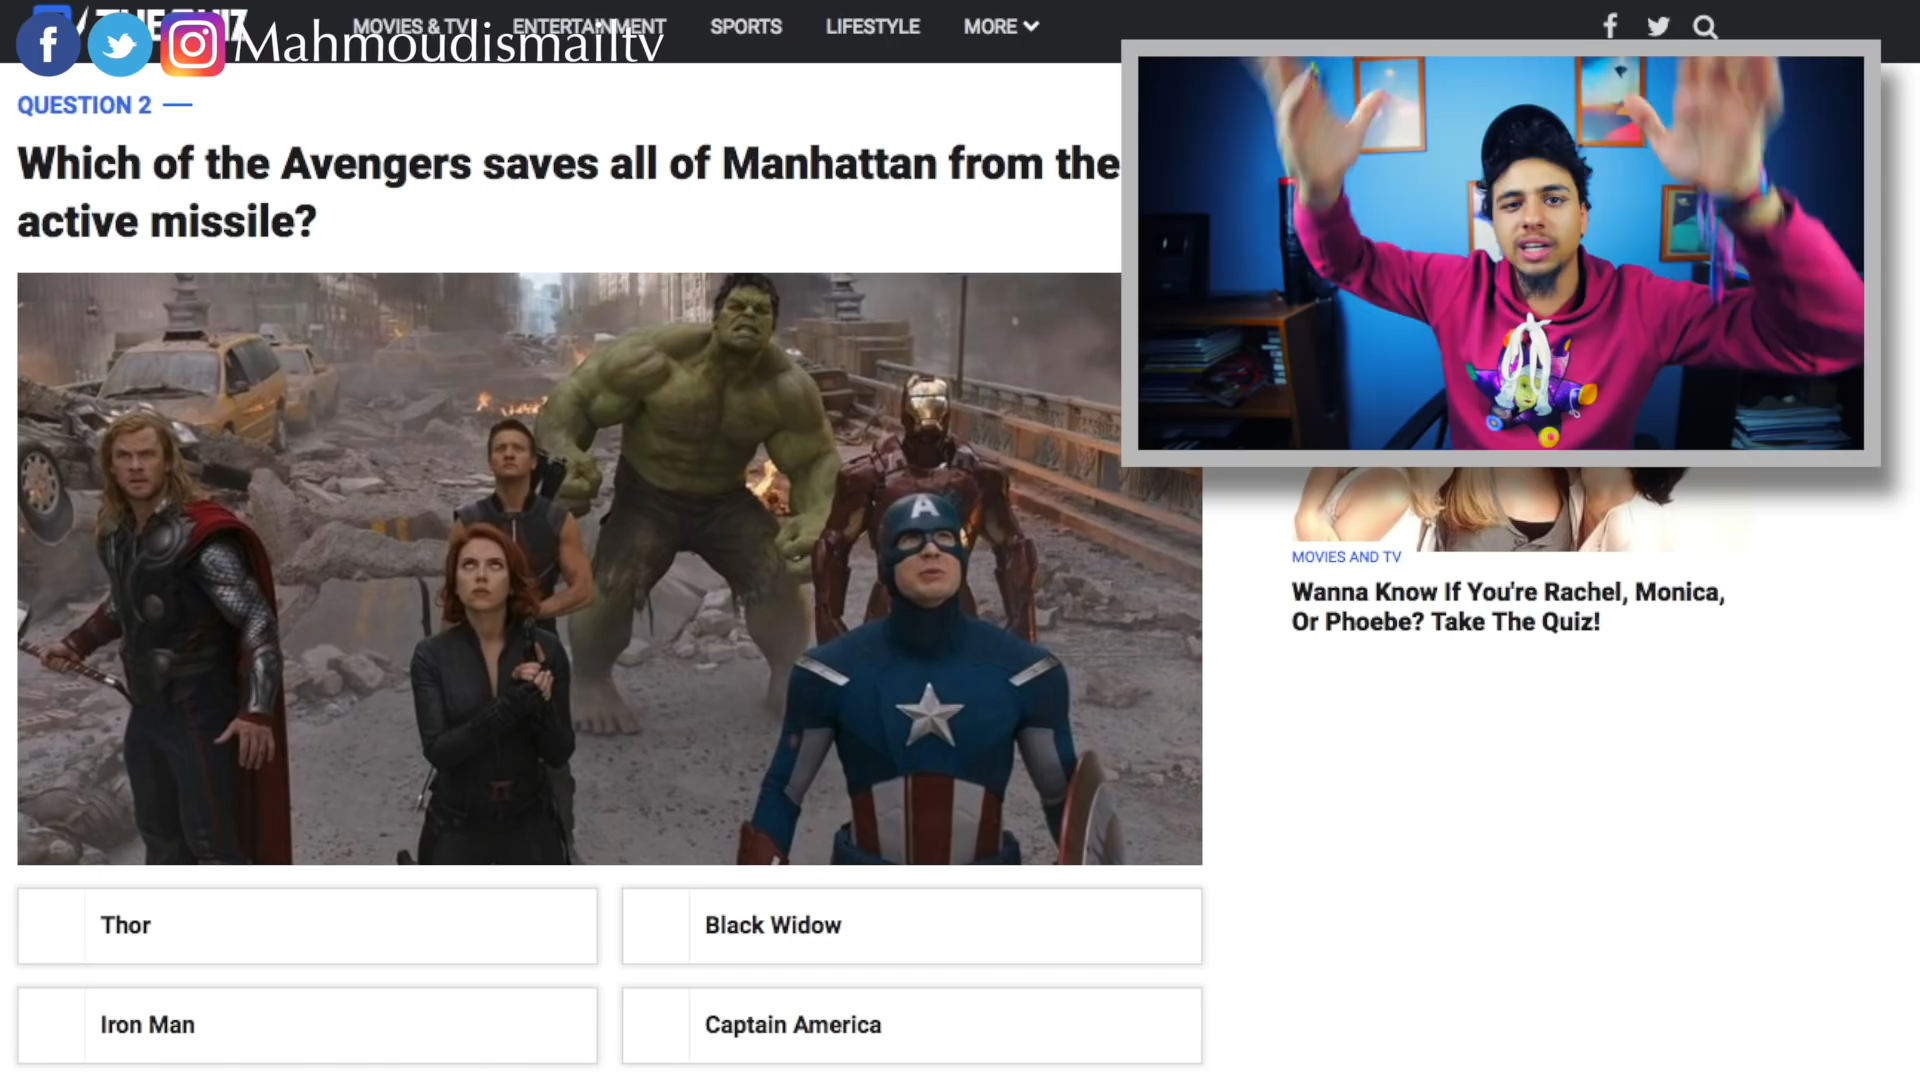 MOVIES & TV
ENTERTAINMENT
SPORTS
LIFESTYLE
MORE
Mahmoudismailtv
QUESTION 2
Which of the Avengers saves all of Manhattan from the
active missile?
A
Thor
Black Widow
Iron Man
Captain America
MOVIES AND TV
Wanna Know If You're Rachel, Monica,
Or Phoebe? Take The Quiz!